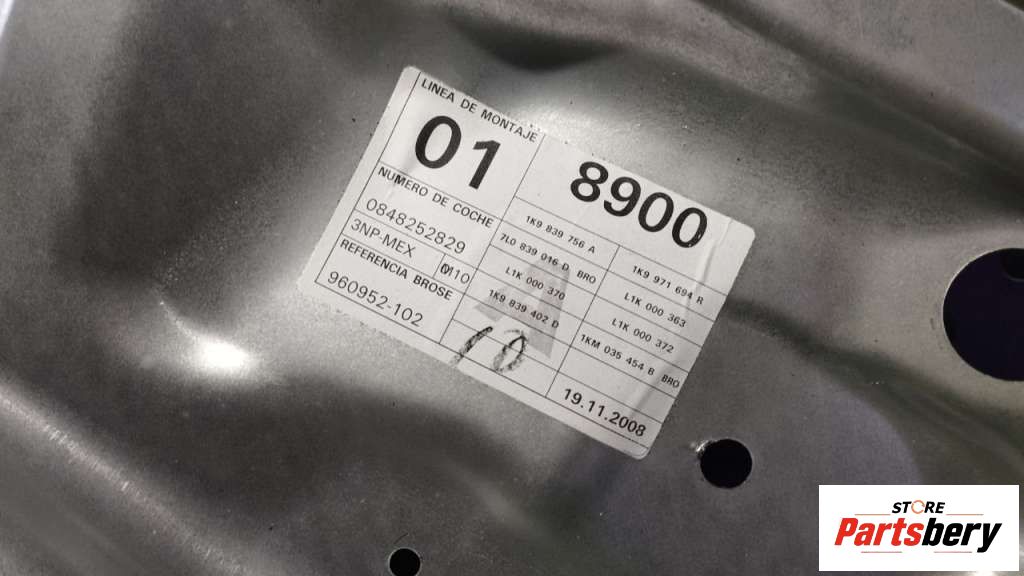 LINEA DE MONTAJE
01
8900
NUMERO DE COCHE
0848252829
3NP-MEX
010
REFERENCIA BROSE
960952-102
1K9 839 756 A
7L0 839 016 D BRO
L1K 000 370
1K9 839 402 D
1K9 971 694 R
L1K 000 363
L1K 000 372
1KM 035 454 B BRO
10
19.11.2008
STORE
Partsbery